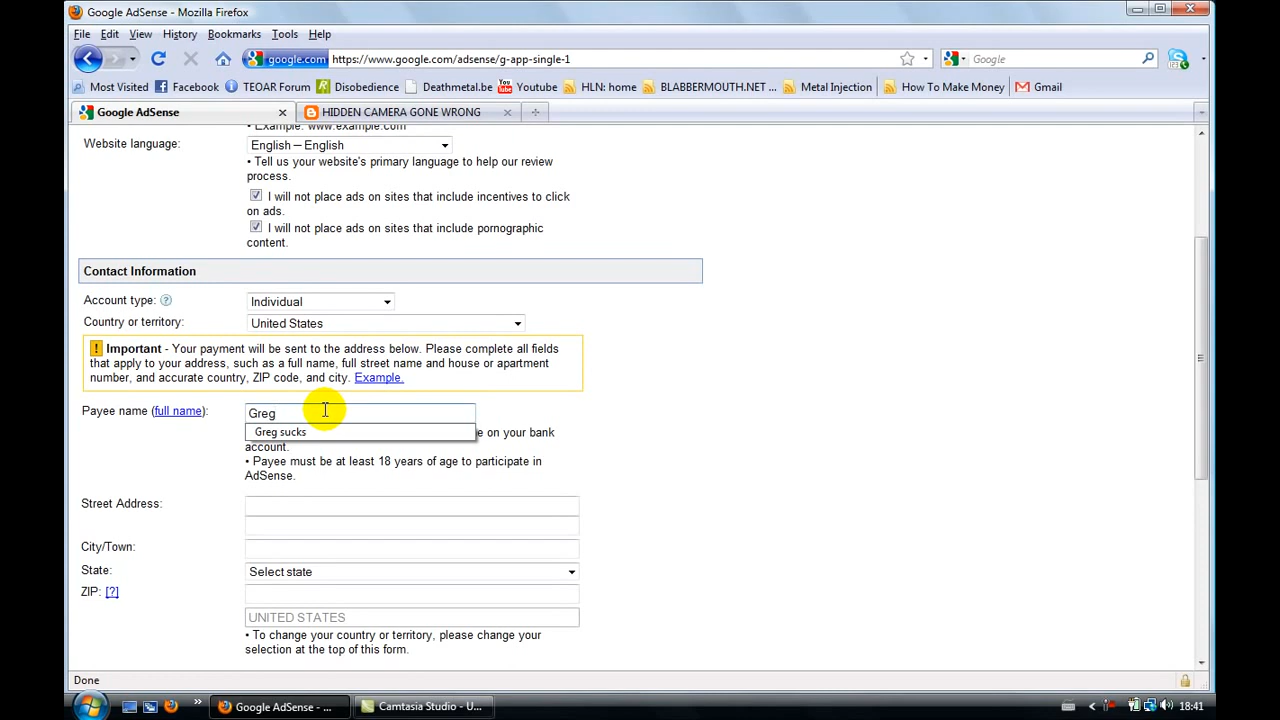 Google AdSense - Mozilla Firefox
File Edit View History Bookmarks Tools Help
google.com https://www.google.com/adsense/g-app-single-1 Google
Most Visited Facebook TEOAR Forum Disobedience Deathmetal.be Youtube HLN: home BLABBERMOUTH.NET ... Metal Injection How To Make Money Gmail
Google AdSense HIDDEN CAMERA GONE WRONG
• Example: www.example.com
Website language: English — English
• Tell us your website's primary language to help our review
process.
I will not place ads on sites that include incentives to click
on ads.
I will not place ads on sites that include pornographic
content.
Contact Information
Account type: Individual
Country or territory: United States
! Important - Your payment will be sent to the address below. Please complete all fields
that apply to your address, such as a full name, full street name and house or apartment
number, and accurate country, ZIP code, and city. Example.
Payee name (full name): Greg
Greg sucks
e on your bank
account.
• Payee must be at least 18 years of age to participate in
AdSense.
Street Address:
City/Town:
State: Select state
ZIP: [?]
UNITED STATES
• To change your country or territory, please change your
selection at the top of this form.
Done
Google AdSense - ... Camtasia Studio - U... 18:41